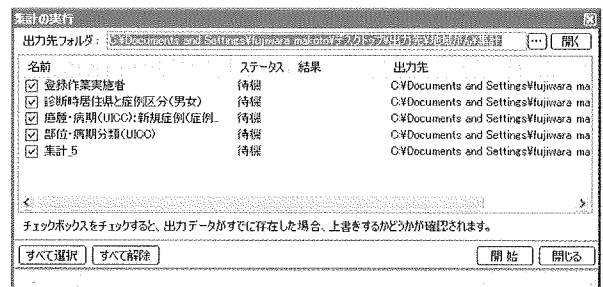 集計の実行
出力先フォルダ: C:¥Documents and Settings¥fujiwara makoto¥デスクトップ¥出力先¥地域がん¥集計 ... 開く
名前 ステータス 結果 出力先
登録作業実施者 待機 C:¥Documents and Settings¥fujiwara ma
診断時居住県と症例区分(男女) 待機 C:¥Documents and Settings¥fujiwara ma
癌腫・病期(UICC):新規症例(症例... 待機 C:¥Documents and Settings¥fujiwara ma
部位・病期分類(UICC) 待機 C:¥Documents and Settings¥fujiwara ma
集計_5 待機 C:¥Documents and Settings¥fujiwara ma
チェックボックスをチェックすると、出力データがすでに存在した場合、上書きするかどうかが確認されます。
すべて選択 すべて解除 開始 閉じる